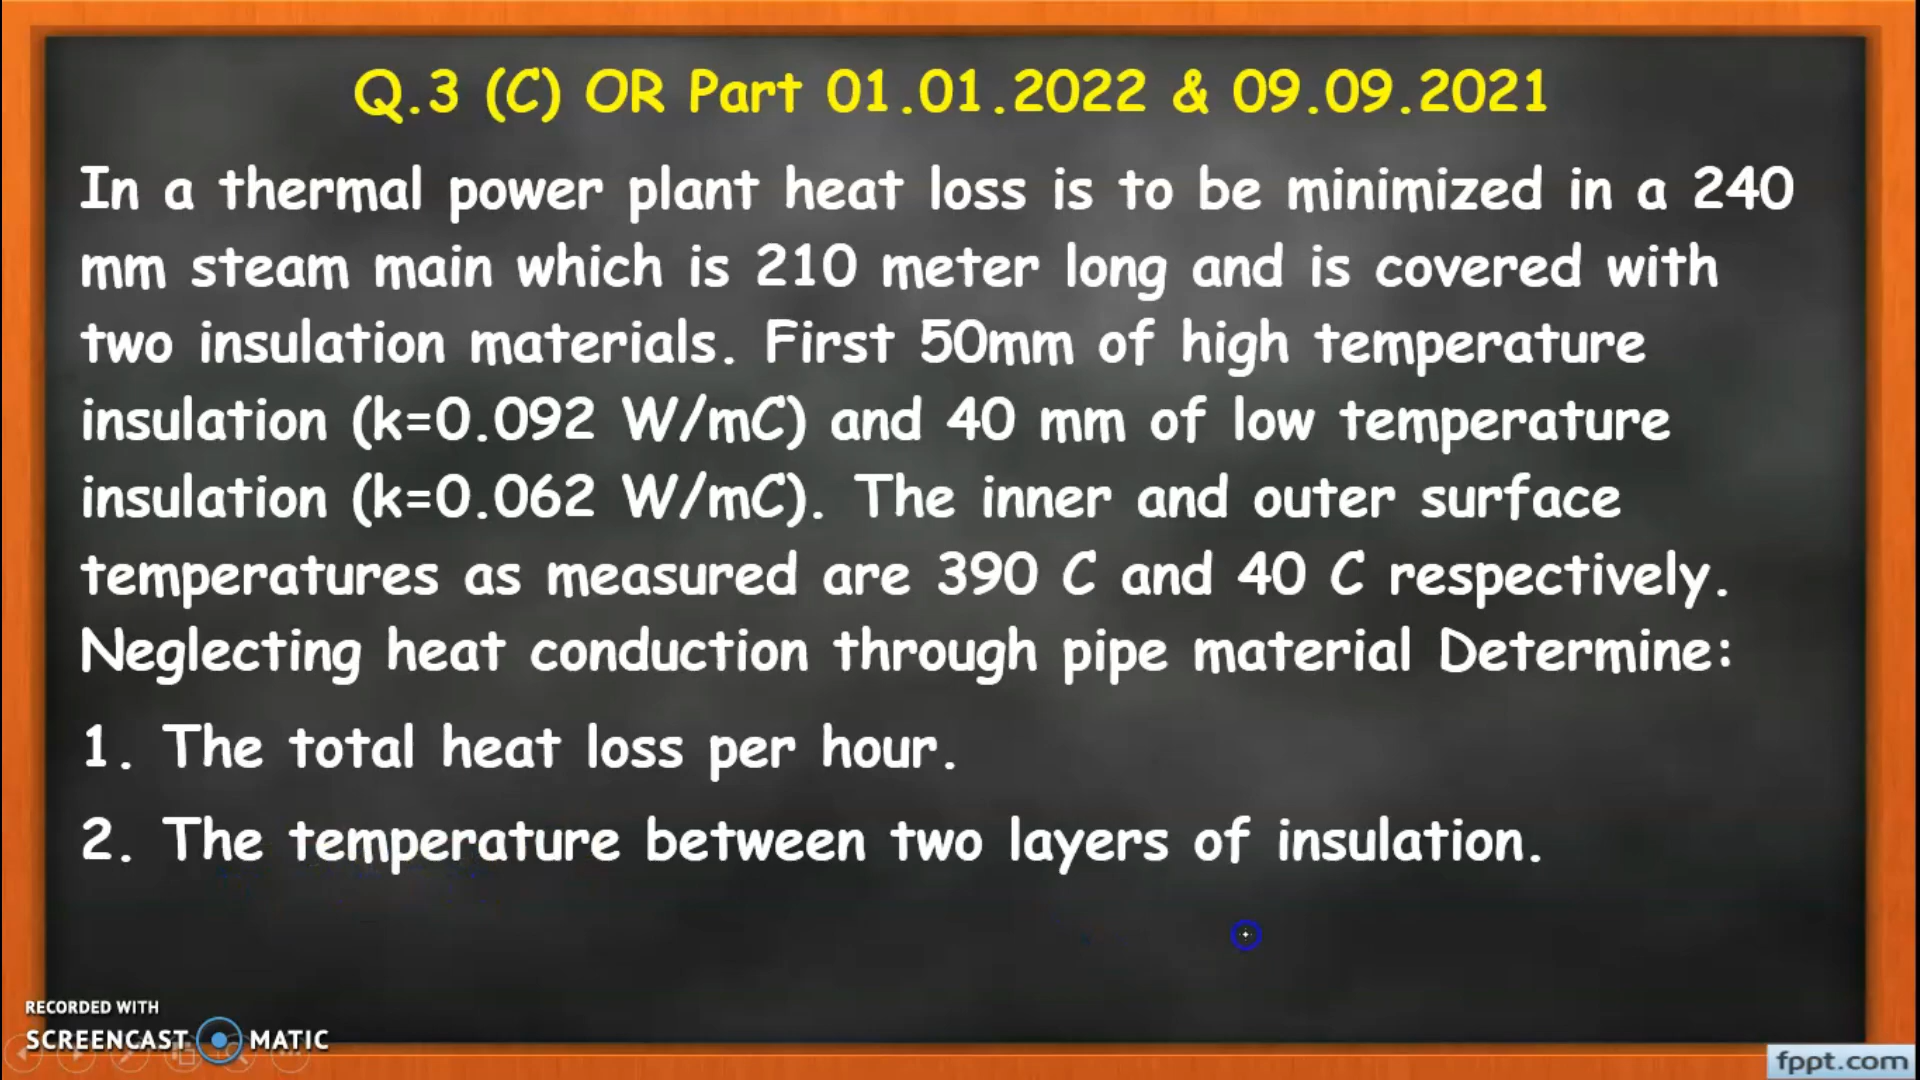 Q.3 (C) OR Part 01.01.2022 & 09.09.2021
In a thermal power plant heat loss is to be minimized in a 240
mm steam main which is 210 meter long and is covered with
two insulation materials. First 50mm of high temperature
insulation (k=0.092 W/mC) and 40 mm of low temperature
insulation (k=0.062 W/mC). The inner and outer surface
temperatures as measured are 390 C and 40 C respectively.
Neglecting heat conduction through pipe material Determine:
1. The total heat loss per hour.
2. The temperature between two layers of insulation.
RECORDED WITH
SCREENCAST MATIC
fppt.com